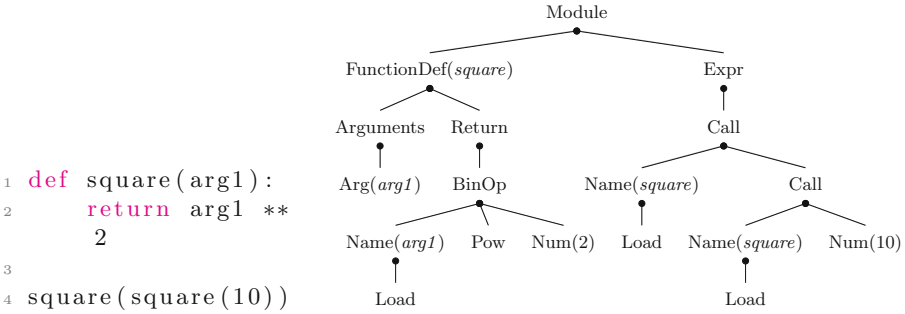 1 def square(arg1):
2 return arg1 **
2
3
4 square(square(10))
Module
FunctionDef(square) Expr
Arguments Return Call
Arg(arg1) BinOp Name(square) Call
Name(arg1) Pow Num(2) Load Name(square) Num(10)
Load Load